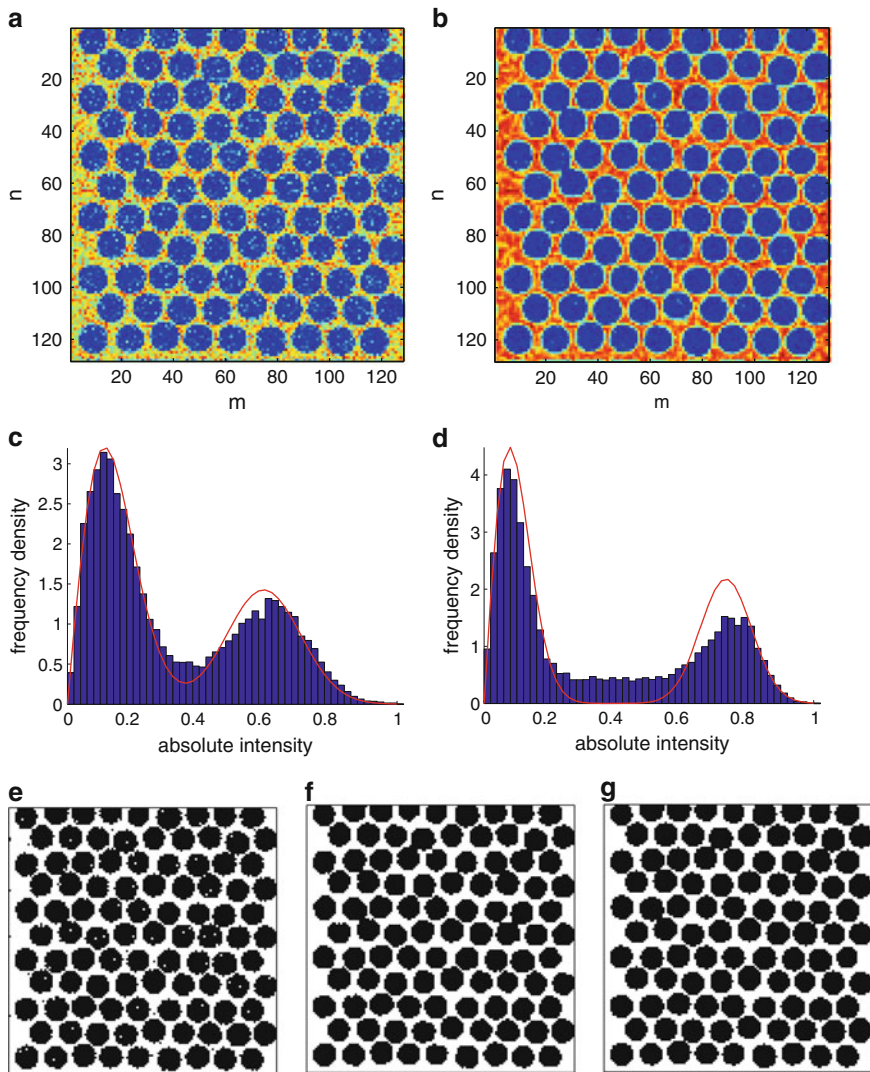 a
b
20
40
60
80
100
120
n
20 40 60 80 100 120
m
20
40
60
80
100
120
n
20 40 60 80 100 120
m
c
3
2.5
2
1.5
1
0.5
0
frequency density
0 0.2 0.4 0.6 0.8 1
absolute intensity
d
4
3
2
1
0
frequency density
0 0.2 0.4 0.6 0.8 1
absolute intensity
e
f
g